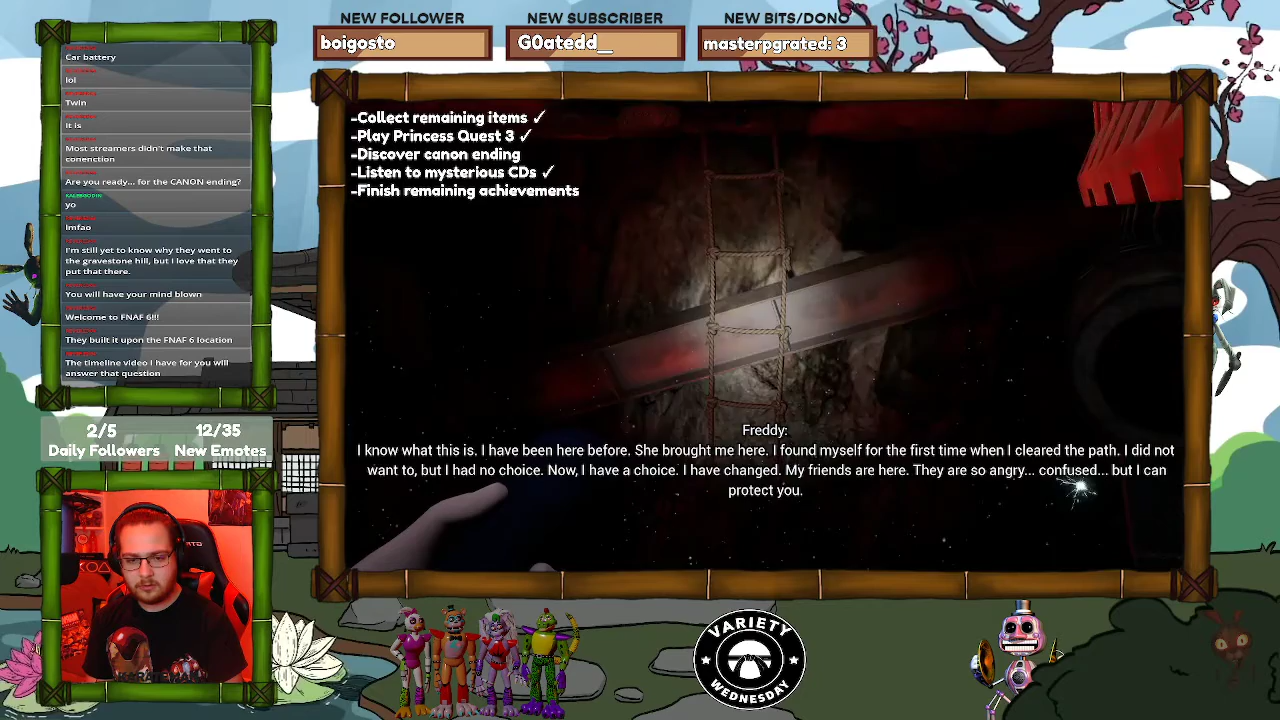 NEW FOLLOWER
boigosto
NEW SUBSCRIBER
G0atedd_
NEW BITS/DONO
masterpgrated: 3
Car battery
lol
Twin
It is
Most streamers didn't make that
conenction
Are you ready... for the CANON ending?
yo
lmfao
I'm still yet to know why they went to
the gravestone hill, but I love that they
put that there.
You will have your mind blown
Welcome to FNAF 6!!!
They built it upon the FNAF 6 location
The timeline video I have for you will
answer that question
-Collect remaining items ✓
-Play Princess Quest 3 ✓
-Discover canon ending
-Listen to mysterious CDs ✓
-Finish remaining achievements
Freddy:
I know what this is. I have been here before. She brought me here. I found myself for the first time when I cleared the path. I did not
want to, but I had no choice. Now, I have a choice. I have changed. My friends are here. They are so angry... confused... but I can
protect you.
2/5
Daily Followers
12/35
New Emotes
VARIETY
WEDNESDAY